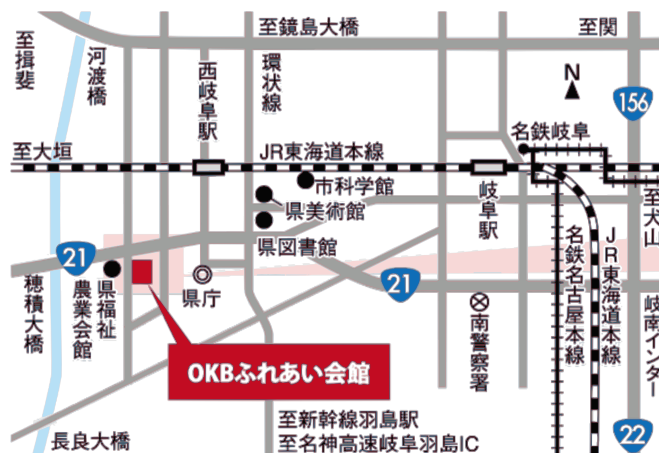 至鏡島大橋
至関
至揖斐
河渡橋
西岐阜駅
環状線
N
156
名鉄岐阜
至大垣
JR東海道本線
市科学館
県美術館
県図書館
岐阜駅
至犬山
21
県庁
21
穂積大橋
県福祉
農業会館
南警察署
名鉄名古屋本線
JR東海道本線
岐南インター
OKBふれあい会館
長良大橋
至新幹線羽島駅
至名神高速岐阜羽島IC
22